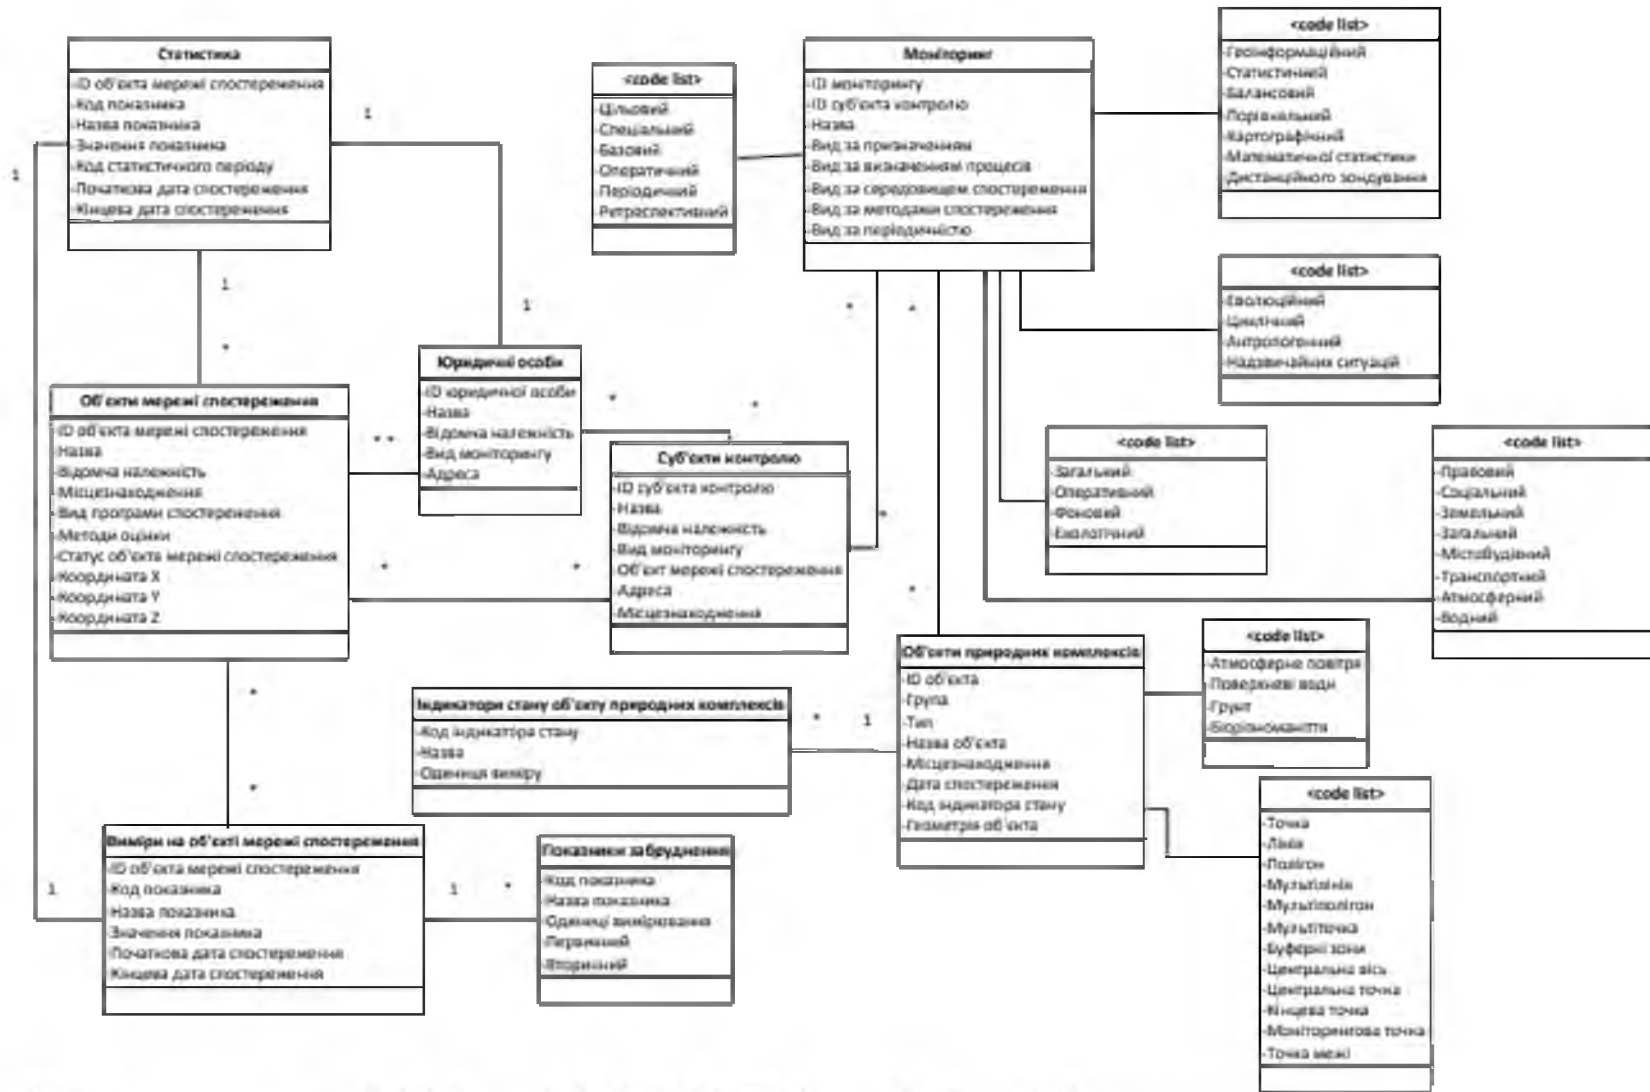 Статистика
-ID об'єкта мережі спостереження
-Код показника
-Назва показника
-Значення показника
-Код статистичного періоду
-Початкова дата спостереження
-Кінцева дата спостереження
<code list>
-Цільовий
-Спеціальний
-Базовий
-Оперативний
-Періодичний
-Ретроспективний
Моніторинг
-ID моніторингу
-ID суб'єкта контролю
-Назва
-Вид за призначенням
-Вид за визначенням процесів
-Вид за середовищем спостереження
-Вид за методами спостереження
-Вид за періодичністю
<code list>
-Геоінформаційний
-Статистичний
-Балансовий
-Порівняльний
-Картографічний
-Математичної статистики
-Дистанційного зондування
1
1
1
*
1
*
*
<code list>
-Еволюційний
-Циклічний
-Антропогенний
-Надзвичайних ситуацій
Об'єкти мережі спостереження
-ID об'єкта мережі спостереження
-Назва
-Відомча належність
-Місцезнаходження
-Вид програми спостереження
-Методи оцінки
-Статус об'єкта мережі спостереження
-Координата X
-Координата Y
-Координата Z
* *
Юридичні особи
-ID юридичної особи
-Назва
-Відомча належність
-Вид моніторингу
-Адреса
*
*
Суб'єкти контролю
-ID суб'єкта контролю
-Назва
-Відомча належність
-Вид моніторингу
-Об'єкт мережі спостереження
-Адреса
-Місцезнаходження
*
*
*
*
<code list>
-Загальний
-Оперативний
-Фоновий
-Екологічний
<code list>
-Правовий
-Соціальний
-Земельний
-Загальний
-Містобудівний
-Транспортний
-Атмосферний
-Водний
Об'єкти природних комплексів
-ID об'єкта
-Група
-Тип
-Назва об'єкта
-Місцезнаходження
-Дата спостереження
-Код індикатора стану
-Геометрія об'єкта
<code list>
-Атмосферне повітря
-Поверхневі води
-Грунт
-Біорізноманіття
Індикатори стану об'єкту природних комплексів
-Код індикатора стану
-Назва
-Одиниця виміру
*
1
*
*
<code list>
-Точка
-Лінія
-Полігон
-Мультилінія
-Мультиполігон
-Мультіточка
-Буферні зони
-Центральна вісь
-Центральна точка
-Кінцева точка
-Моніторингова точка
-Точка межі
Виміри на об'єкті мережі спостереження
-ID об'єкта мережі спостереження
-Код показника
-Назва показника
-Значення показника
-Початкова дата спостереження
-Кінцева дата спостереження
1
1
*
Показники забруднення
-Код показника
-Назва показника
-Одиниці вимірювання
-Первинний
-Вторинний